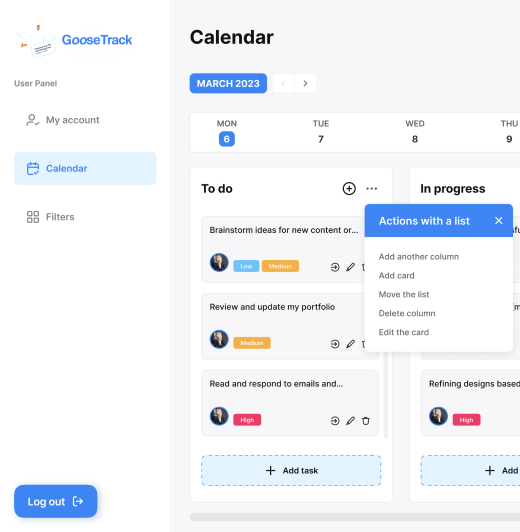 GooseTrack
Calendar
User Panel
MARCH 2023
My account
MON TUE WED THU
6 7 8 9
Calendar
To do
In progress
Filters
Actions with a list
Brainstorm ideas for new content or...
Low Medium
Add another column
Add card
Move the list
Delete column
Edit the card
Review and update my portfolio
Medium
Read and respond to emails and...
High
Refining designs based
High
Add task
Add
Log out